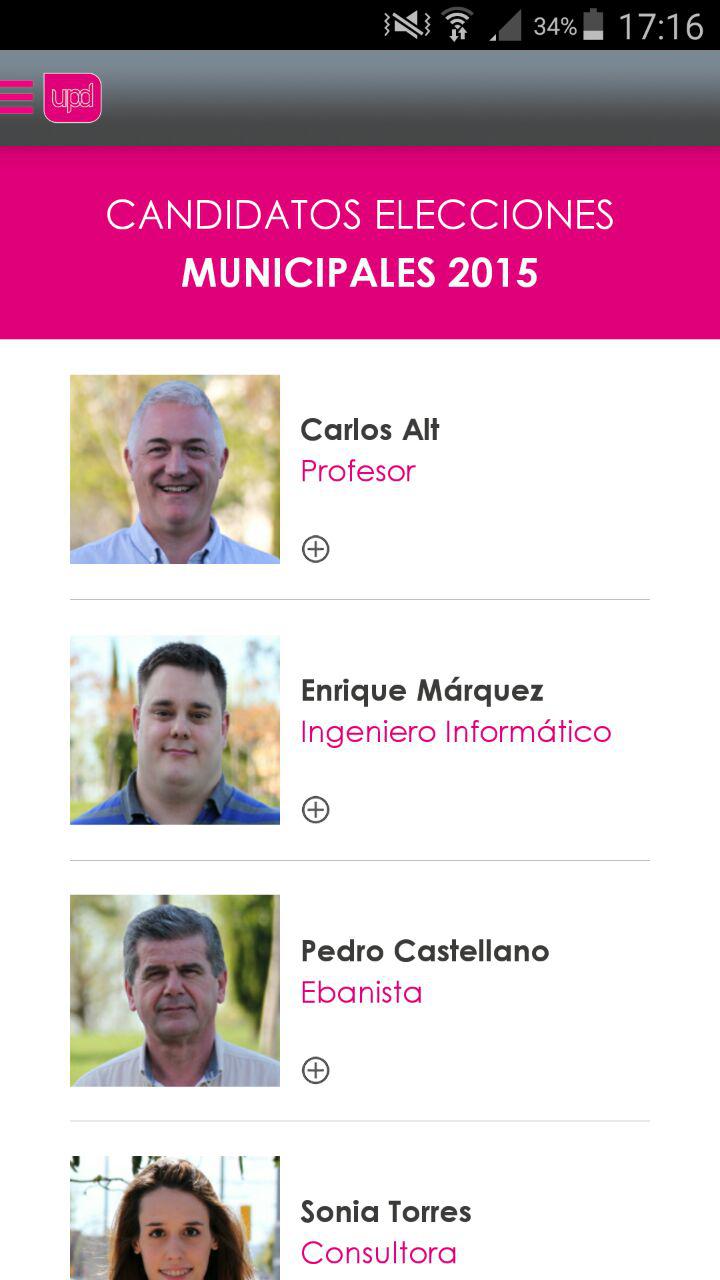 34% 17:16
upd
CANDIDATOS ELECCIONES
MUNICIPALES 2015
Carlos Alt
Profesor
Enrique Márquez
Ingeniero Informático
Pedro Castellano
Ebanista
Sonia Torres
Consultora